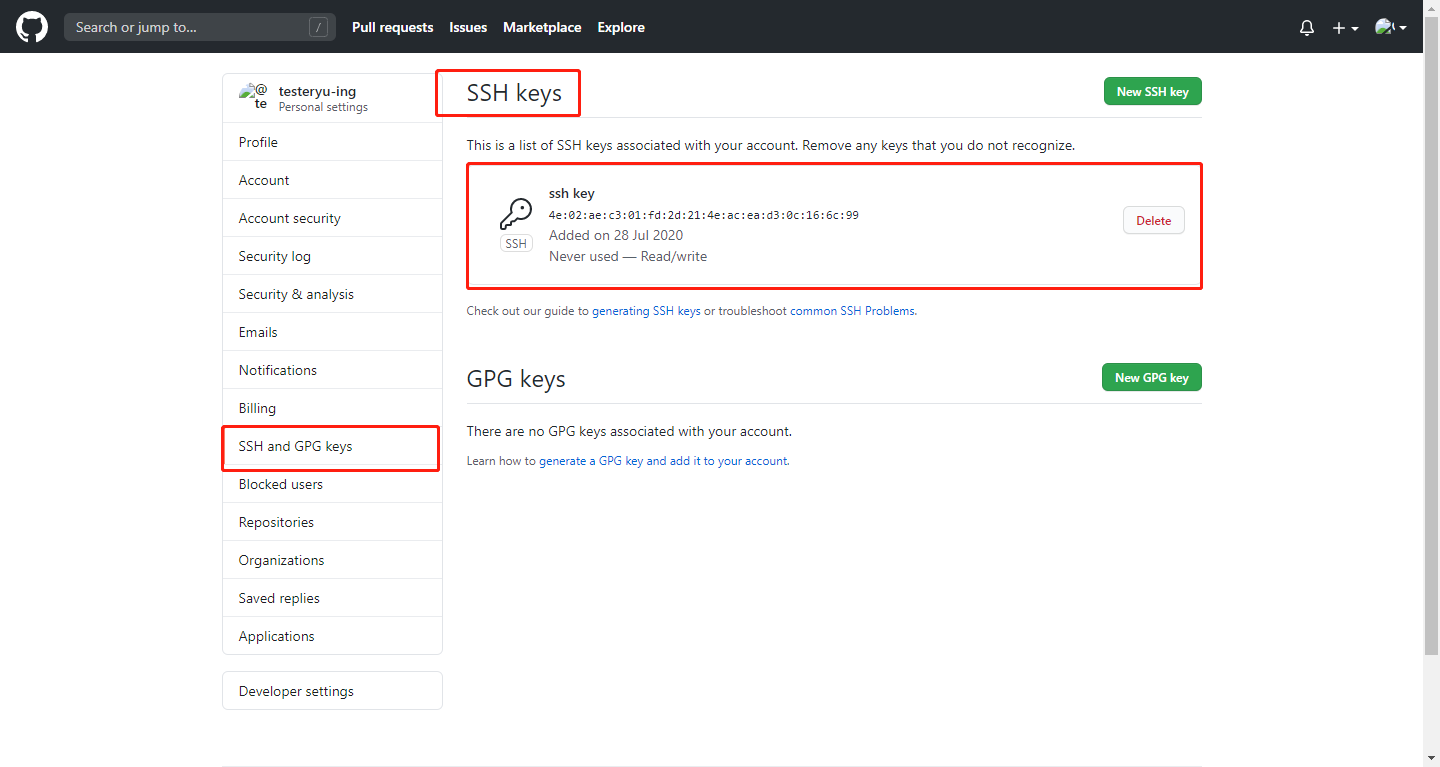 Search or jump to... /
Pull requests Issues Marketplace Explore
@ testeryu-ing
te Personal settings
Profile
Account
Account security
Security log
Security & analysis
Emails
Notifications
Billing
SSH and GPG keys
Blocked users
Repositories
Organizations
Saved replies
Applications
Developer settings
SSH keys
New SSH key
This is a list of SSH keys associated with your account. Remove any keys that you do not recognize.
ssh key
4e:02:ae:c3:01:fd:2d:21:4e:ac:ea:d3:0c:16:6c:99
SSH
Added on 28 Jul 2020
Never used — Read/write
Delete
Check out our guide to generating SSH keys or troubleshoot common SSH Problems.
GPG keys
New GPG key
There are no GPG keys associated with your account.
Learn how to generate a GPG key and add it to your account.